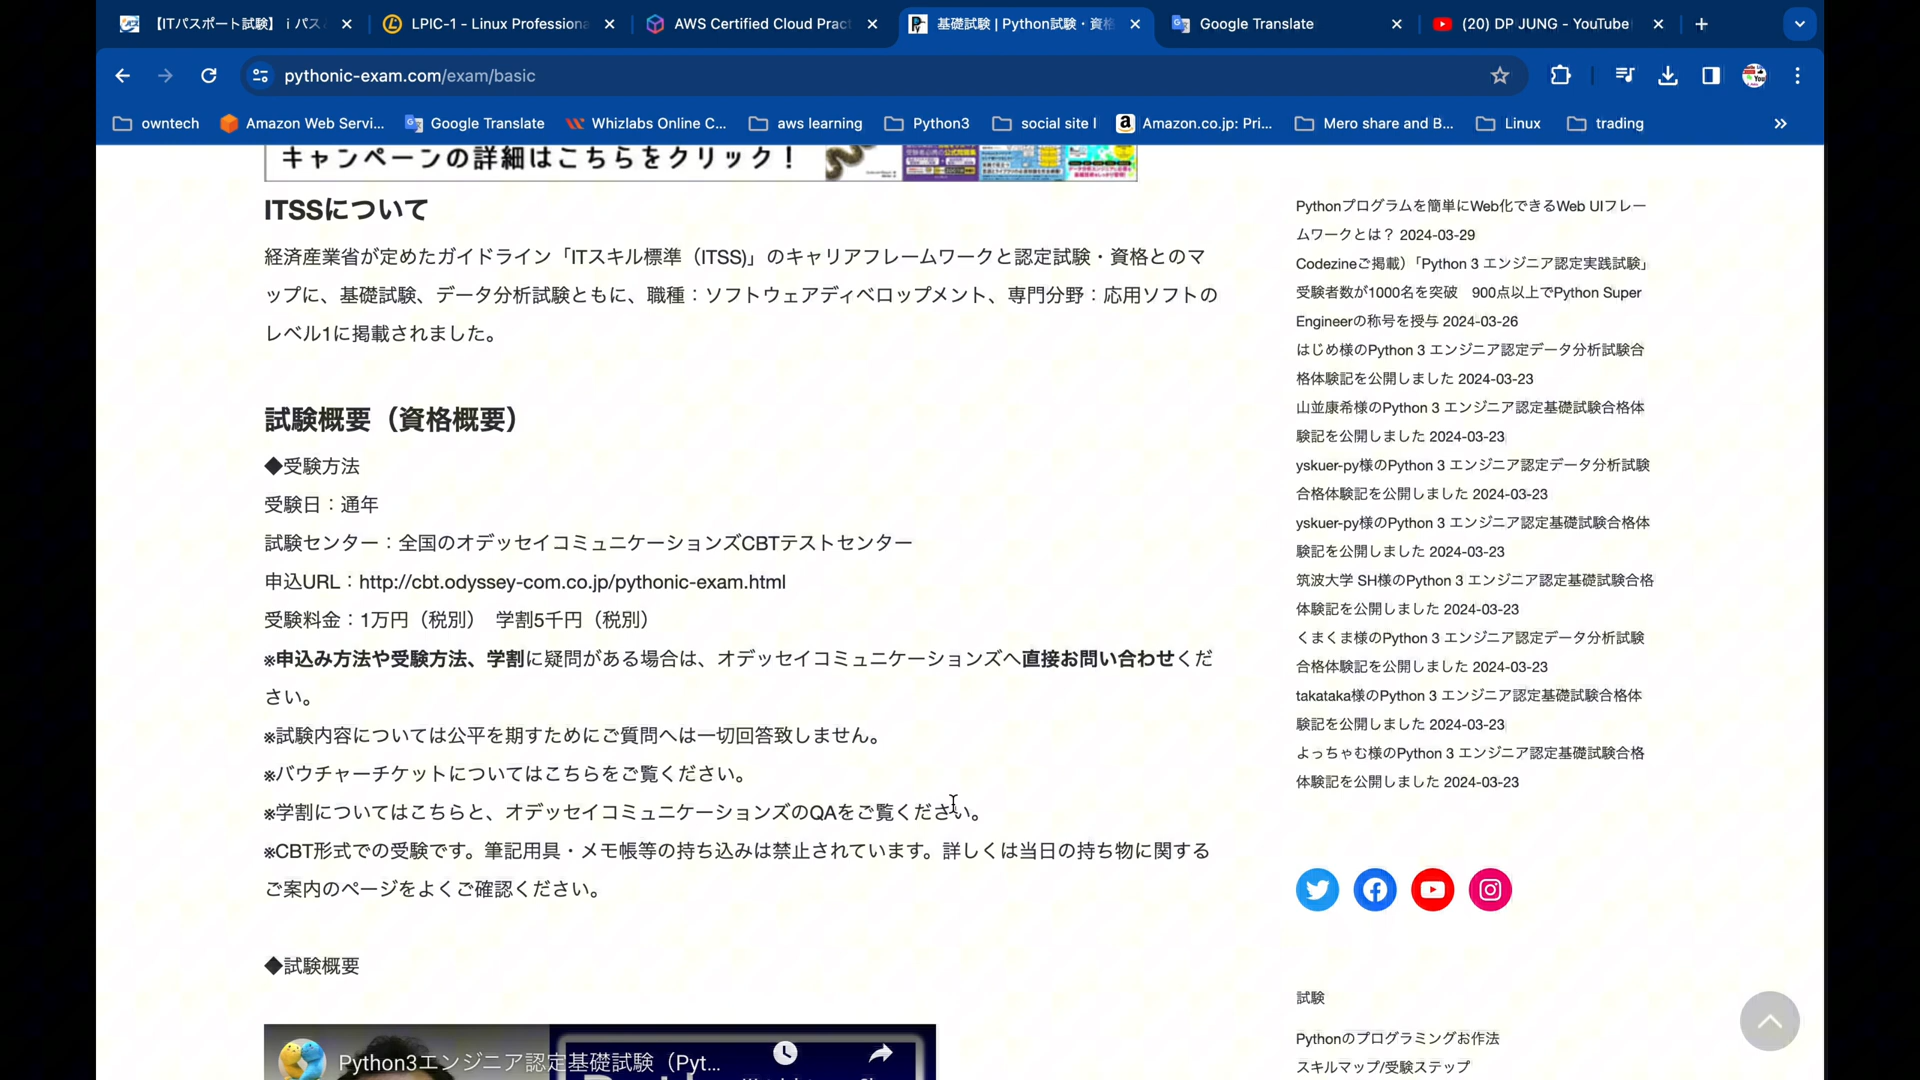 【ITパスポート試験】ｉパス
LPIC-1 - Linux Professiona
AWS Certified Cloud Pract
基礎試験 | Python試験・資格
Google Translate
(20) DP JUNG - YouTube
pythonic-exam.com/exam/basic
owntech
Amazon Web Servi...
Google Translate
Whizlabs Online C...
aws learning
Python3
social site l
Amazon.co.jp: Pri...
Mero share and B...
Linux
trading
キャンペーンの詳細はこちらをクリック！
ITSSについて
経済産業省が定めたガイドライン「ITスキル標準（ITSS)」のキャリアフレームワークと認定試験・資格とのマ
ップに、基礎試験、データ分析試験ともに、職種：ソフトウェアディベロップメント、専門分野：応用ソフトの
レベル1に掲載されました。
試験概要（資格概要）
◆受験方法
受験日：通年
試験センター：全国のオデッセイコミュニケーションズCBTテストセンター
申込URL：http://cbt.odyssey-com.co.jp/pythonic-exam.html
受験料金：1万円（税別）　学割5千円（税別）
※申込み方法や受験方法、学割に疑問がある場合は、オデッセイコミュニケーションズへ直接お問い合わせくだ
さい。
※試験内容については公平を期すためにご質問へは一切回答致しません。
※バウチャーチケットについてはこちらをご覧ください。
※学割についてはこちらと、オデッセイコミュニケーションズのQAをご覧ください。
※CBT形式での受験です。筆記用具・メモ帳等の持ち込みは禁止されています。詳しくは当日の持ち物に関する
ご案内のページをよくご確認ください。
◆試験概要
Python3エンジニア認定基礎試験（Pyt...
Pythonプログラムを簡単にWeb化できるWeb UIフレー
ムワークとは？ 2024-03-29
Codezineご掲載）「Python 3 エンジニア認定実践試験」
受験者数が1000名を突破　900点以上でPython Super
Engineerの称号を授与 2024-03-26
はじめ様のPython 3 エンジニア認定データ分析試験合
格体験記を公開しました 2024-03-23
山並康希様のPython 3 エンジニア認定基礎試験合格体
験記を公開しました 2024-03-23
yskuer-py様のPython 3 エンジニア認定データ分析試験
合格体験記を公開しました 2024-03-23
yskuer-py様のPython 3 エンジニア認定基礎試験合格体
験記を公開しました 2024-03-23
筑波大学 SH様のPython 3 エンジニア認定基礎試験合格
体験記を公開しました 2024-03-23
くまくま様のPython 3 エンジニア認定データ分析試験
合格体験記を公開しました 2024-03-23
takataka様のPython 3 エンジニア認定基礎試験合格体
験記を公開しました 2024-03-23
よっちゃむ様のPython 3 エンジニア認定基礎試験合格
体験記を公開しました 2024-03-23
試験
Pythonのプログラミングお作法
スキルマップ/受験ステップ